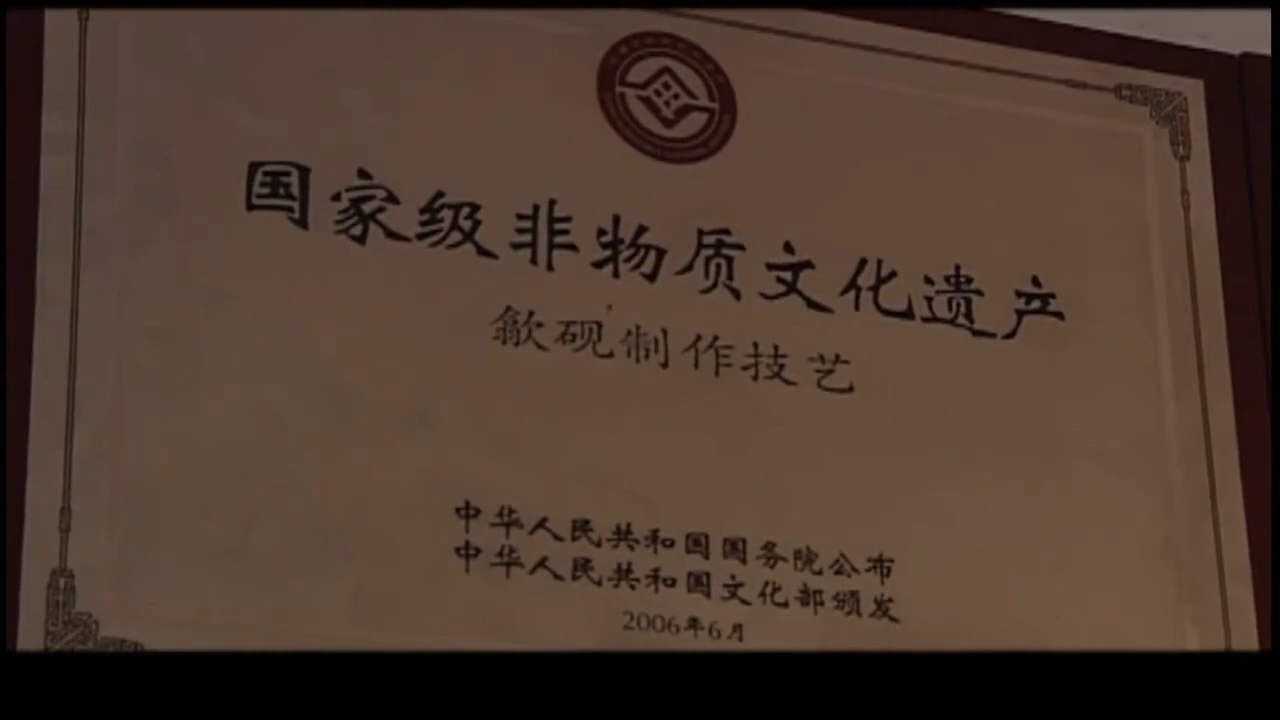 国家级非物质文化遗产
歙砚制作技艺
中华人民共和国国务院公布
中华人民共和国文化部颁发
2006年6月